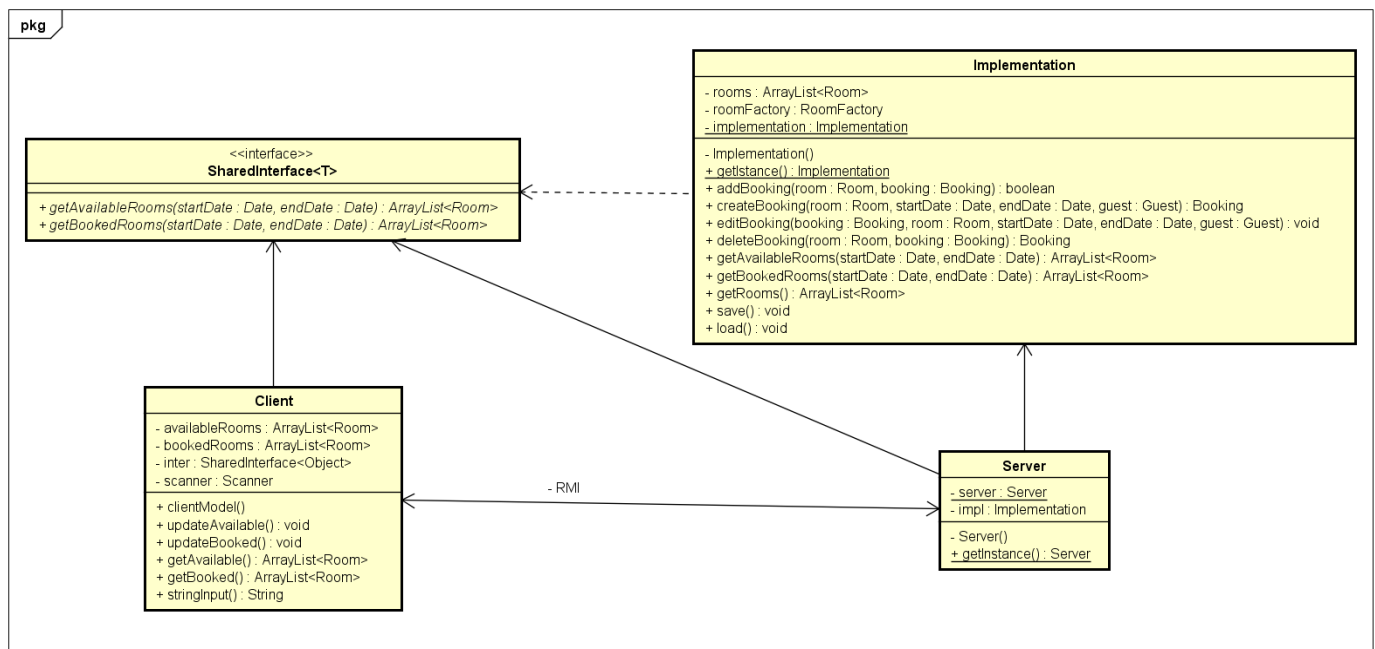 pkg
Implementation
- rooms : ArrayList<Room>
- roomFactory : RoomFactory
- implementation : Implementation
- Implementation()
+ getIstance() : Implementation
+ addBooking(room : Room, booking : Booking) : boolean
+ createBooking(room : Room, startDate : Date, endDate : Date, guest : Guest) : Booking
+ editBooking(booking : Booking, room : Room, startDate : Date, endDate : Date, guest : Guest) : void
+ deleteBooking(room : Room, booking : Booking) : Booking
+ getAvailableRooms(startDate : Date, endDate : Date) : ArrayList<Room>
+ getBookedRooms(startDate : Date, endDate : Date) : ArrayList<Room>
+ getRooms() : ArrayList<Room>
+ save() : void
+ load() : void
<<interface>>
SharedInterface<T>
+ getAvailableRooms(startDate : Date, endDate : Date) : ArrayList<Room>
+ getBookedRooms(startDate : Date, endDate : Date) : ArrayList<Room>
Client
- availableRooms : ArrayList<Room>
- bookedRooms : ArrayList<Room>
- inter : SharedInterface<Object>
- scanner : Scanner
+ clientModel()
+ updateAvailable() : void
+ updateBooked() : void
+ getAvailable() : ArrayList<Room>
+ getBooked() : ArrayList<Room>
+ stringInput() : String
- RMI
Server
- server : Server
- impl : Implementation
- Server()
+ getInstance() : Server